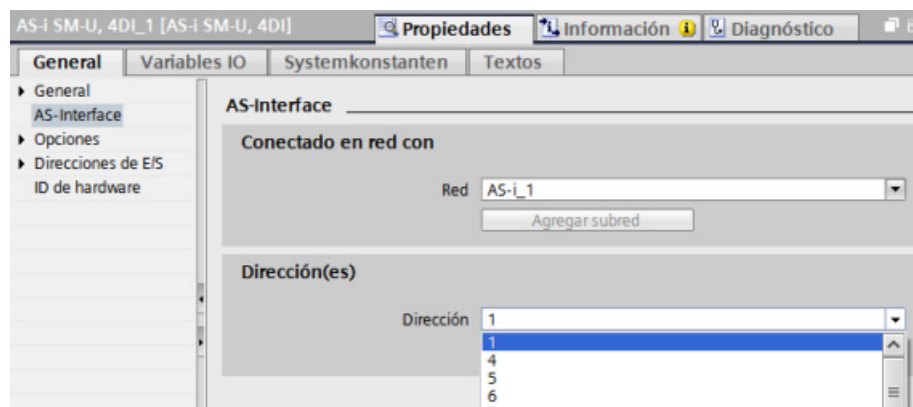 AS-i SM-U, 4DI_1 [AS-i SM-U, 4DI]
Propiedades
Información
Diagnóstico
General
Variables IO
Systemkonstanten
Textos
General
AS-Interface
Opciones
Direcciones de E/S
ID de hardware
AS-Interface
Conectado en red con
Red AS-i_1
Agregar subred
Dirección(es)
Dirección 1
1
4
5
6